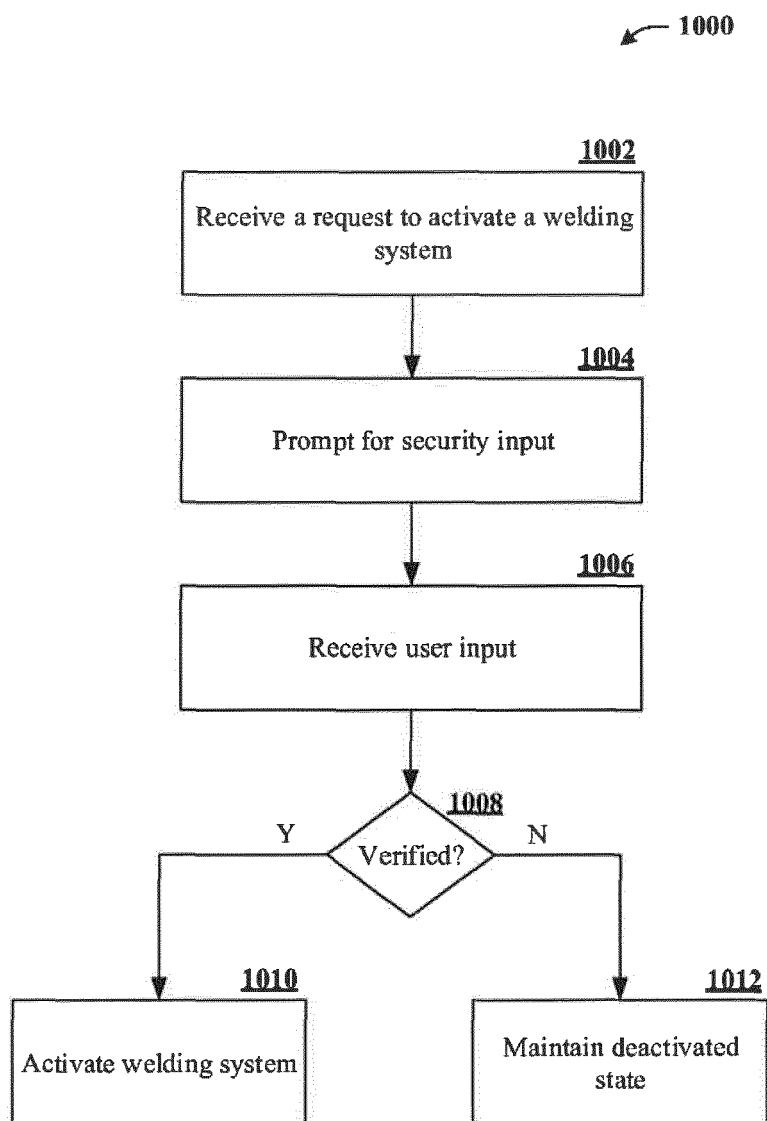 1000
1002
Receive a request to activate a welding
system
1004
Prompt for security input
1006
Receive user input
1008
Y
Verified?
N
1010
Activate welding system
1012
Maintain deactivated
state